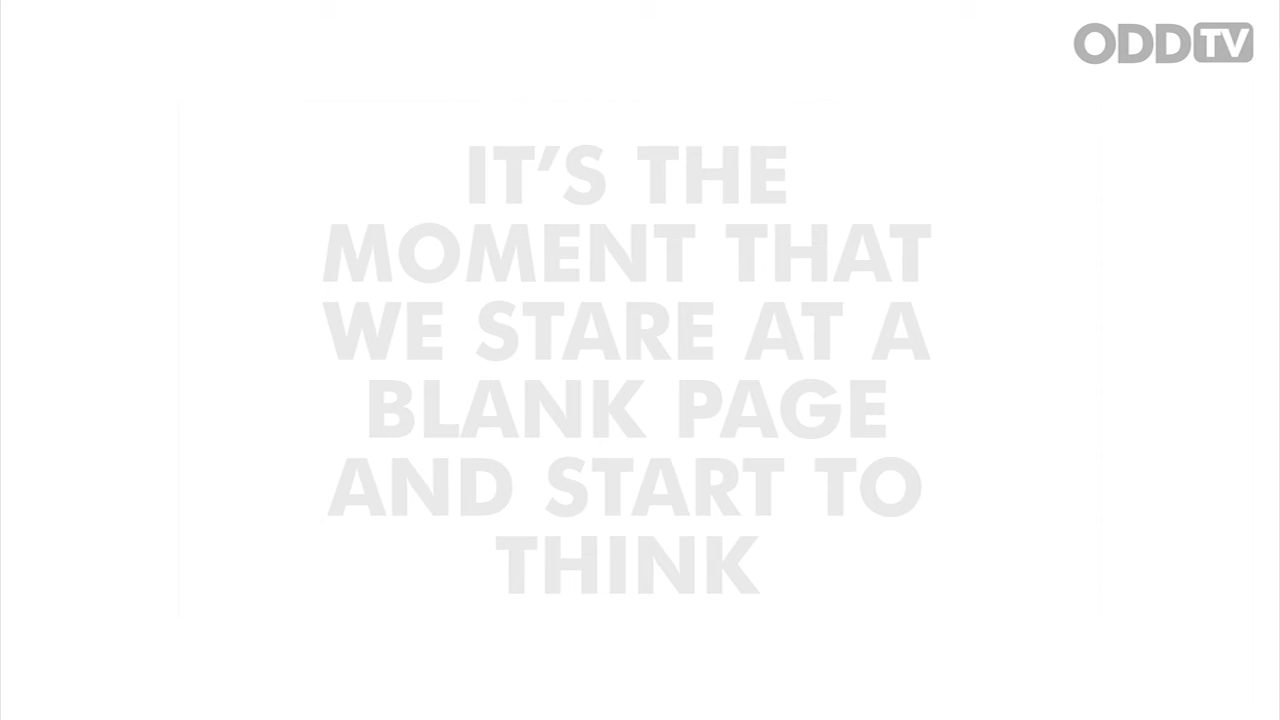 ODDTV
IT’S THE
MOMENT THAT
WE STARE AT A
BLANK PAGE
AND START TO
THINK